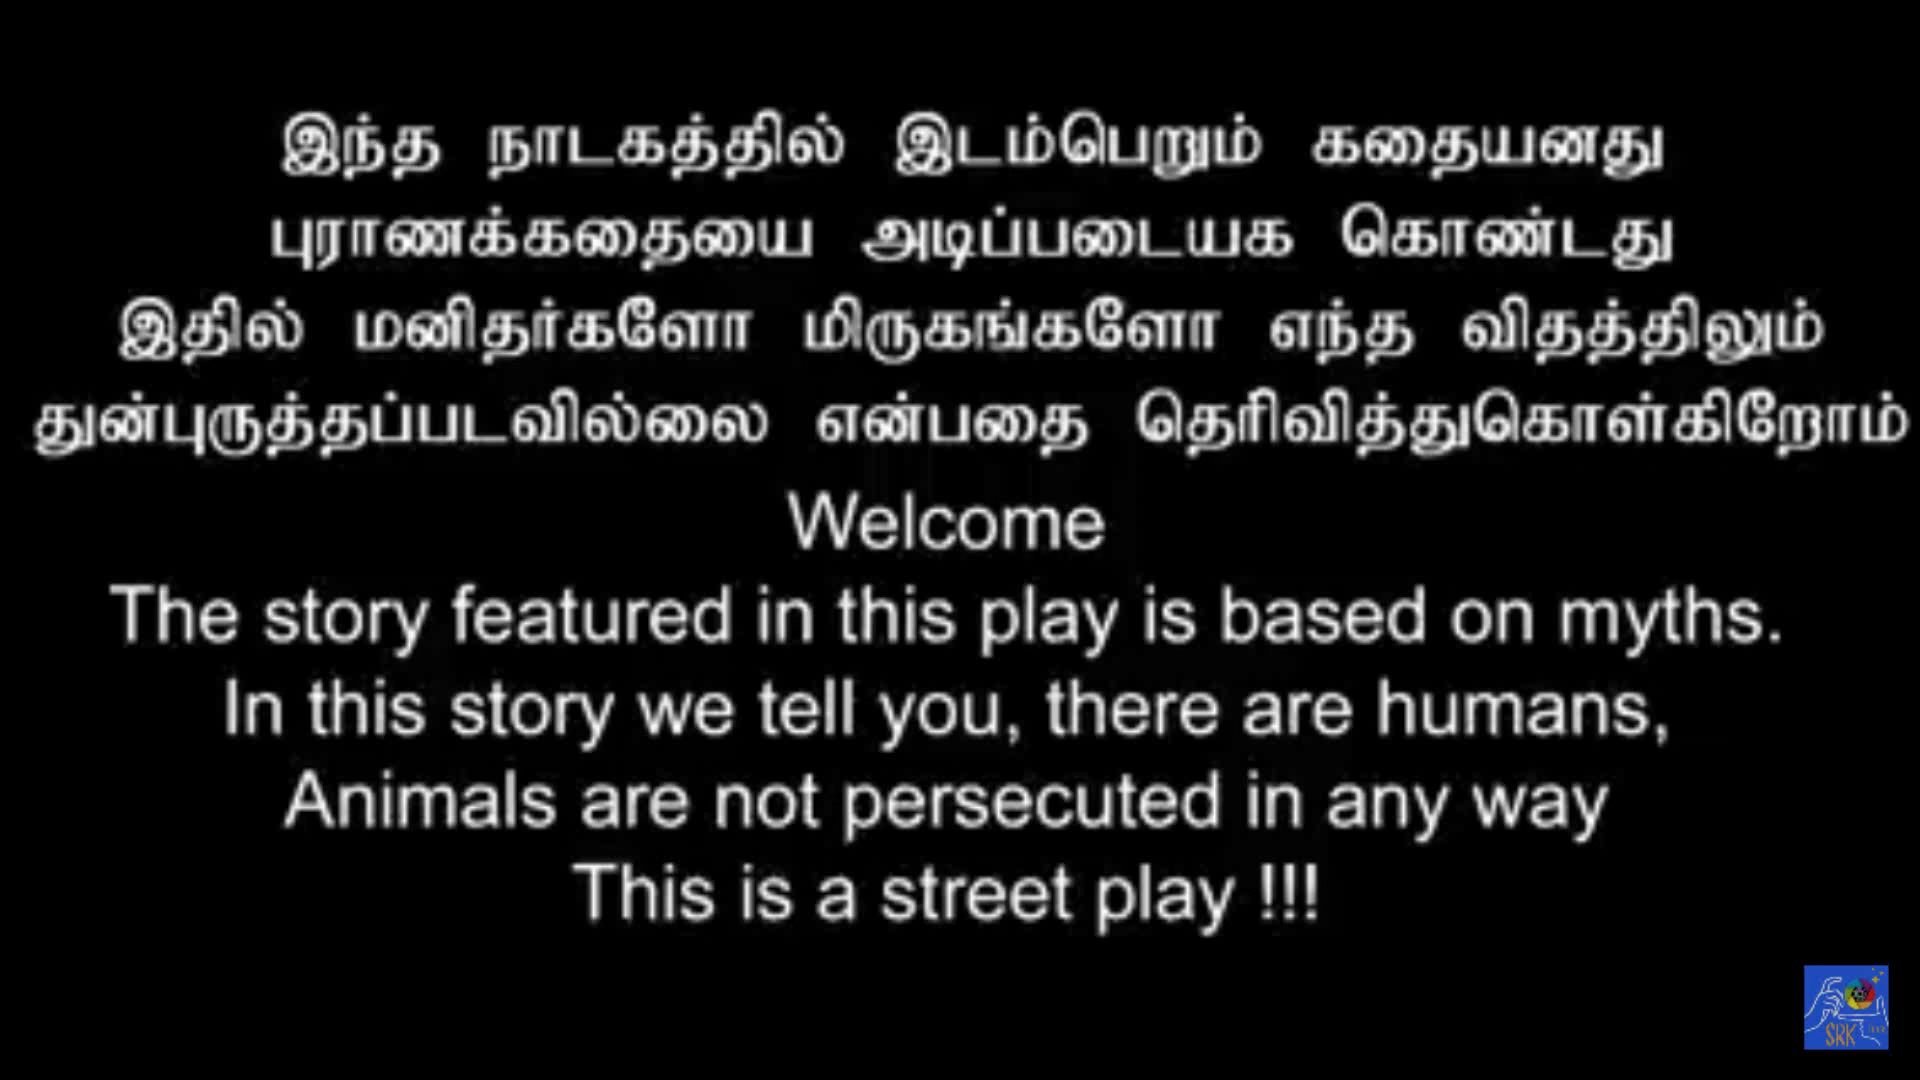 இந்த நாடகத்தில் இடம்பெறும் கதையனது
புராணக்கதையை அடிப்படையக கொண்டது
இதில் மனிதர்களோ மிருகங்களோ எந்த விதத்திலும்
துன்புருத்தப்படவில்லை என்பதை தெரிவித்துகொள்கிறோம்
Welcome
The story featured in this play is based on myths.
In this story we tell you, there are humans,
Animals are not persecuted in any way
This is a street play !!!
SRK